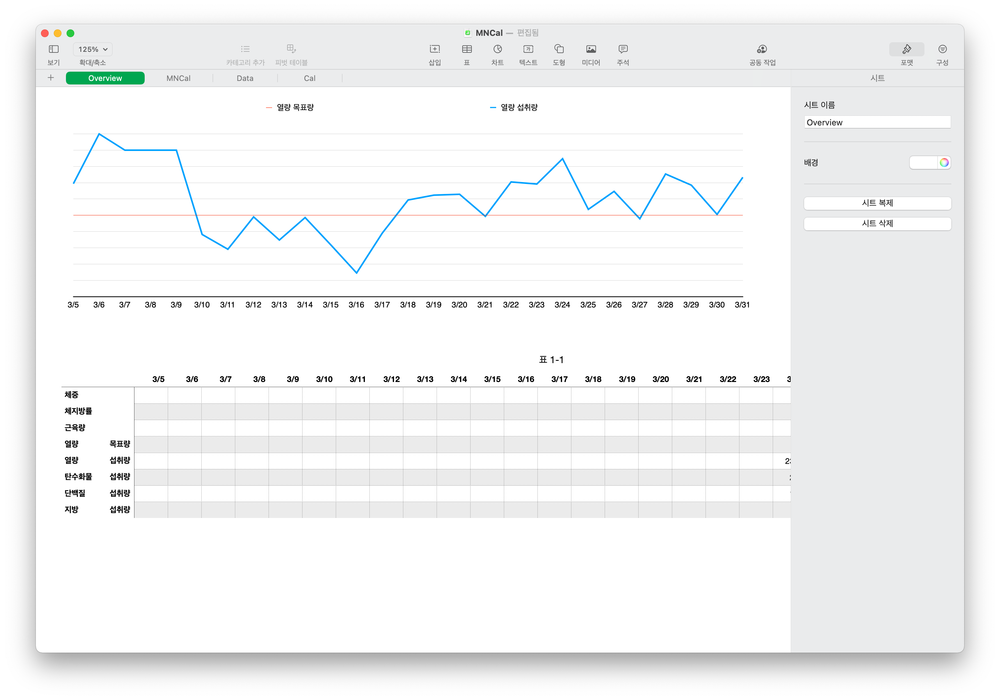 MNCal — 편집됨
125%
보기 확대/축소 카테고리 추가 피벗 테이블 삽입 표 차트 텍스트 도형 미디어 주석 공동 작업 포맷 구성
Overview MNCal Data Cal 시트
열량 목표량 열량 섭취량
3/5 3/6 3/7 3/8 3/9 3/10 3/11 3/12 3/13 3/14 3/15 3/16 3/17 3/18 3/19 3/20 3/21 3/22 3/23 3/24 3/25 3/26 3/27 3/28 3/29 3/30 3/31
표 1-1
3/5 3/6 3/7 3/8 3/9 3/10 3/11 3/12 3/13 3/14 3/15 3/16 3/17 3/18 3/19 3/20 3/21 3/22 3/23
체중
체지방률
근육량
열량 목표량
열량 섭취량
탄수화물 섭취량
단백질 섭취량
지방 섭취량
시트 이름
Overview
배경
시트 복제
시트 삭제